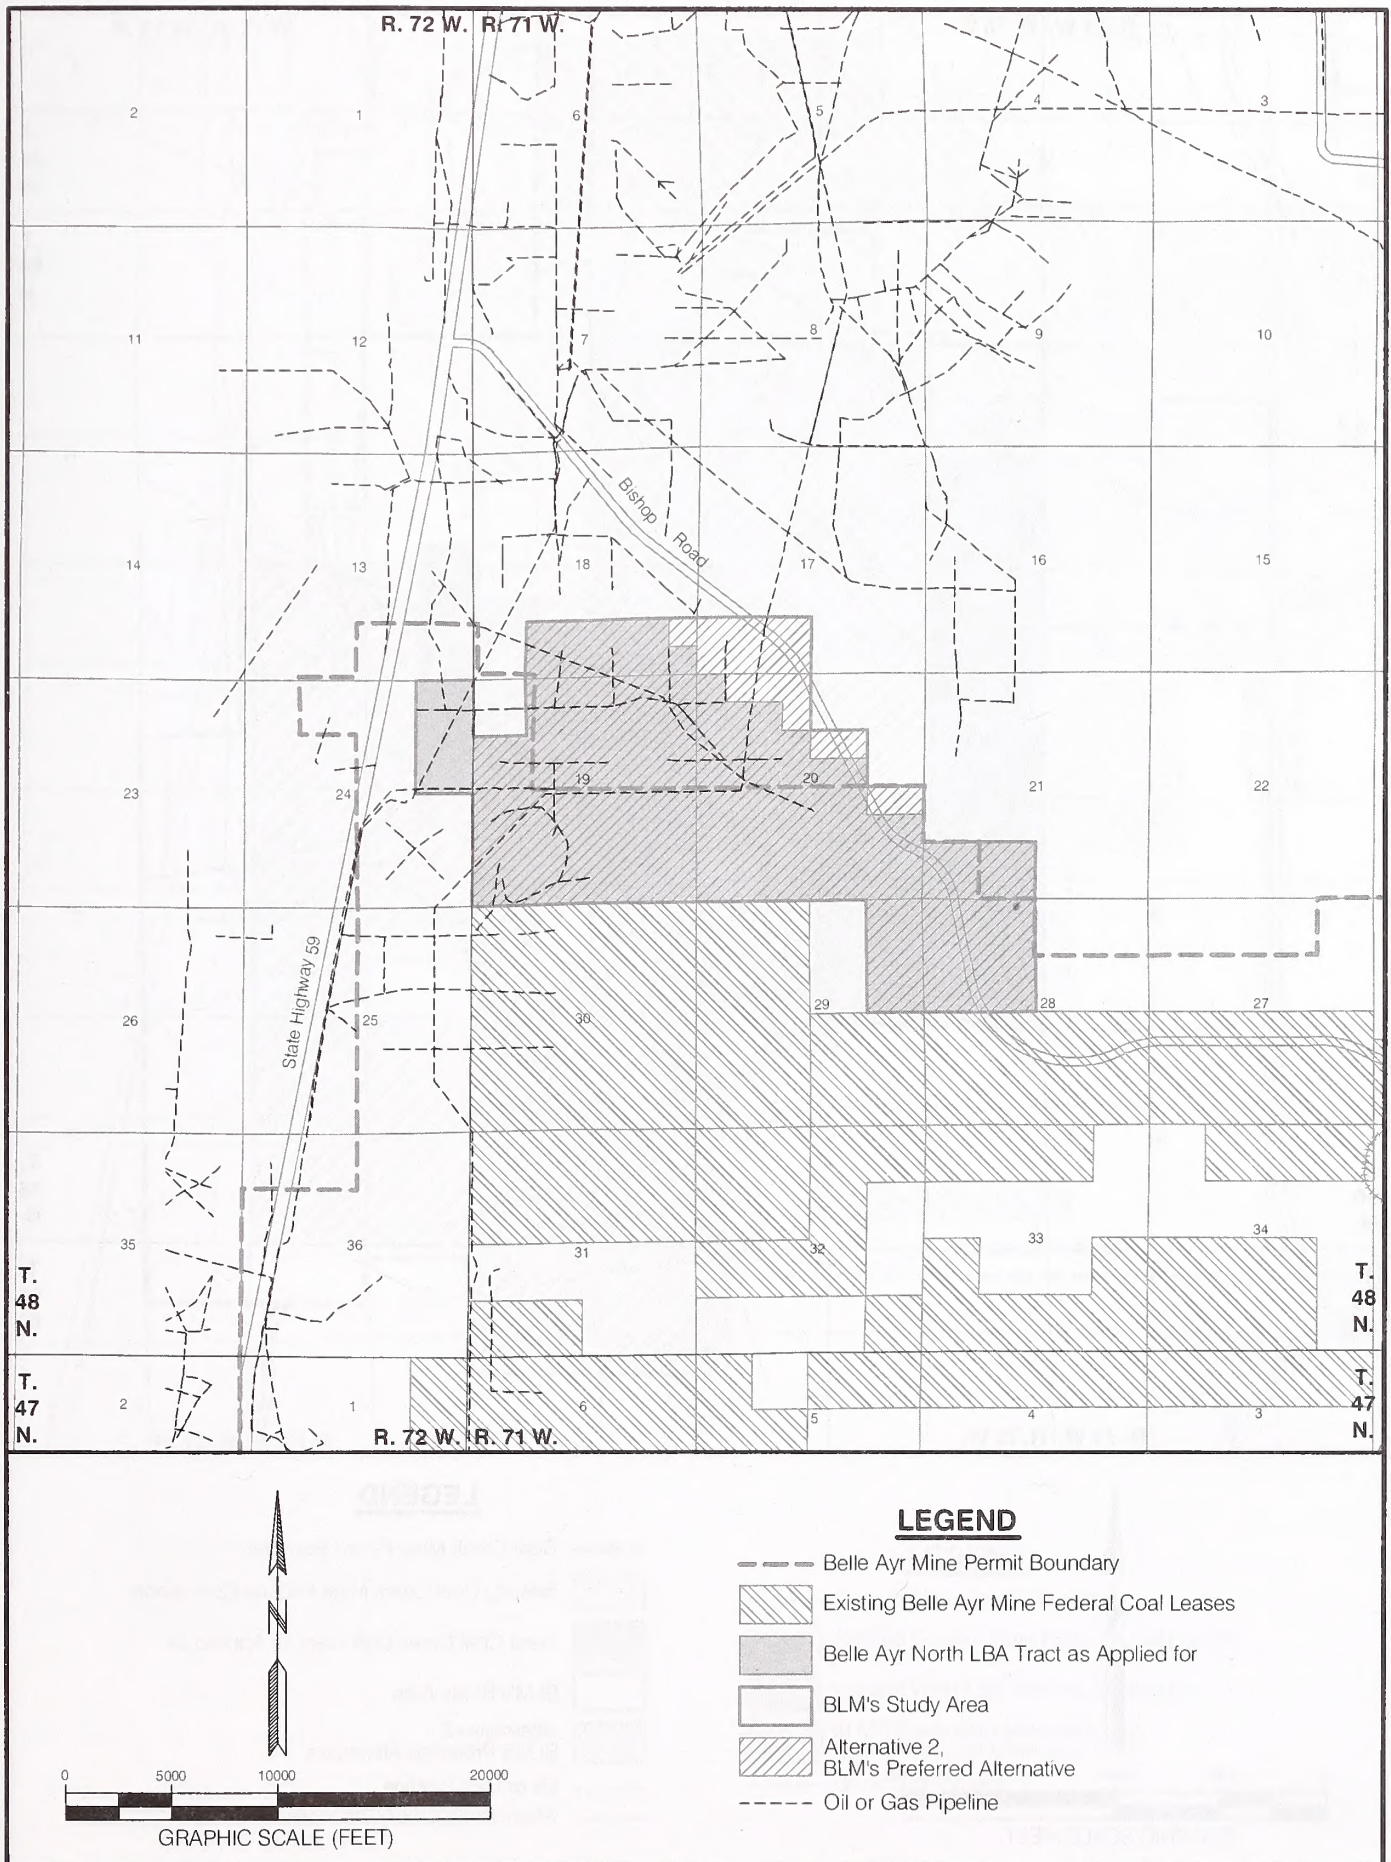 R. 72 W. R. 71 W.
2 1 6 5 4 3
11 12 7 8 9 10
Bishop Road
14 13 18 17 16 15
23 24 19 20 21 22
State Highway 59
26 25 30 29 28 27
35 36 31 32 33 34
T. 48 N.
T. 48 N.
T. 47 N.
T. 47 N.
2 1 6 5 4 3
R. 72 W. R. 71 W.
LEGEND
Belle Ayr Mine Permit Boundary
Existing Belle Ayr Mine Federal Coal Leases
Belle Ayr North LBA Tract as Applied for
BLM's Study Area
Alternative 2,
BLM's Preferred Alternative
Oil or Gas Pipeline
N
0 5000 10000 20000
GRAPHIC SCALE (FEET)